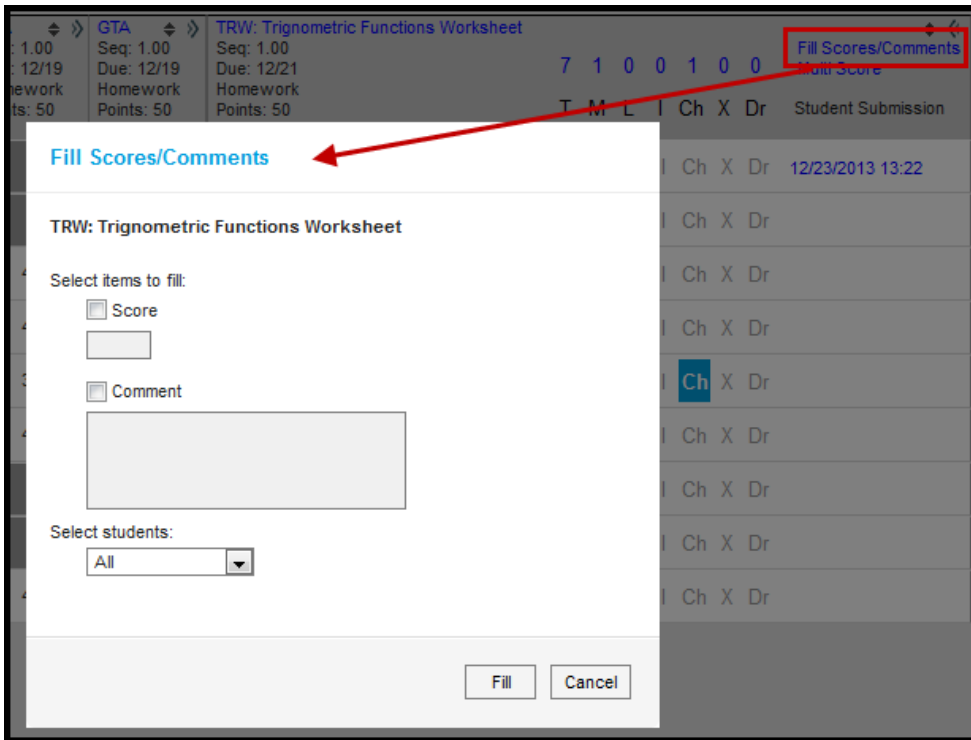 GTA
TRW: Trignometric Functions Worksheet
: 1.00
Seq: 1.00
Seq: 1.00
Fill Scores/Comments
: 12/19
Due: 12/19
Due: 12/21
7 1 0 0 1 0 0
Multi Score
Homework
Homework
ts: 50
Points: 50
Points: 50
T M L I Ch X Dr
Student Submission
Fill Scores/Comments
I Ch X Dr
12/23/2013 13:22
TRW: Trignometric Functions Worksheet
I Ch X Dr
Select items to fill:
I Ch X Dr
Score
I Ch X Dr
Comment
I Ch X Dr
I Ch X Dr
I Ch X Dr
Select students:
I Ch X Dr
All
I Ch X Dr
Fill
Cancel